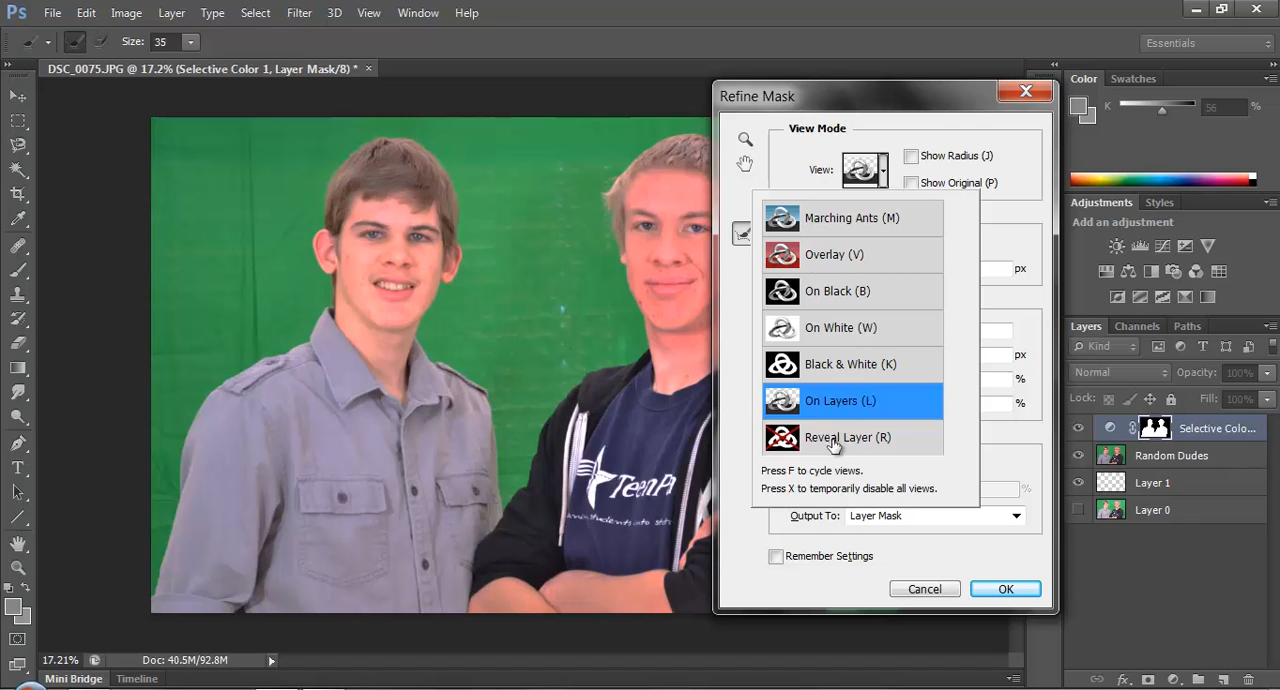 Ps File Edit Image Layer Type Select Filter 3D View Window Help
Size: 35
Essentials
DSC_0075.JPG @ 17.2% (Selective Color 1, Layer Mask/8) * ×
Refine Mask
View Mode
View:
Show Radius (J)
Show Original (P)
Marching Ants (M)
Overlay (V)
On Black (B)
On White (W)
Black & White (K)
On Layers (L)
Reveal Layer (R)
Press F to cycle views.
Press X to temporarily disable all views.
px
px
%
%
%
Output To: Layer Mask
Remember Settings
Cancel OK
Color Swatches
K 56 %
Adjustments Styles
Add an adjustment
Layers Channels Paths
Kind
Normal Opacity: 100%
Lock: Fill: 100%
Selective Colo...
Random Dudes
Layer 1
Layer 0
17.21% Doc: 40.5M/92.8M
Mini Bridge Timeline